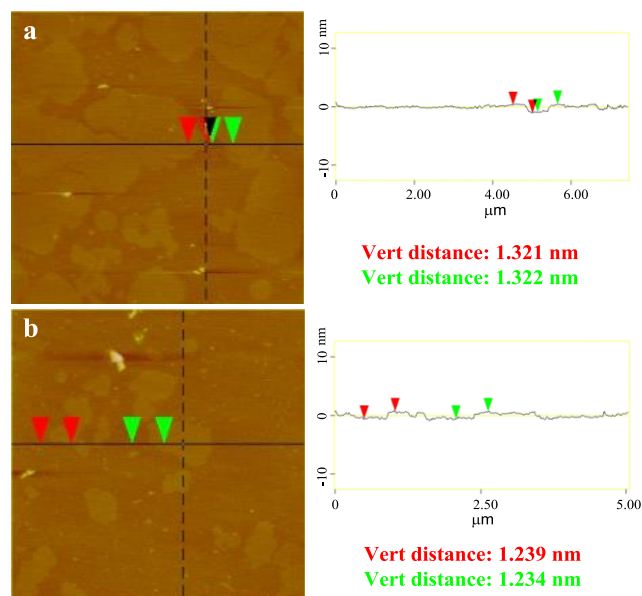 a
10 nm
0
-10
0 2.00 4.00 6.00
μm
Vert distance: 1.321 nm
Vert distance: 1.322 nm
b
10 nm
0
-10
0 2.50 5.00
μm
Vert distance: 1.239 nm
Vert distance: 1.234 nm